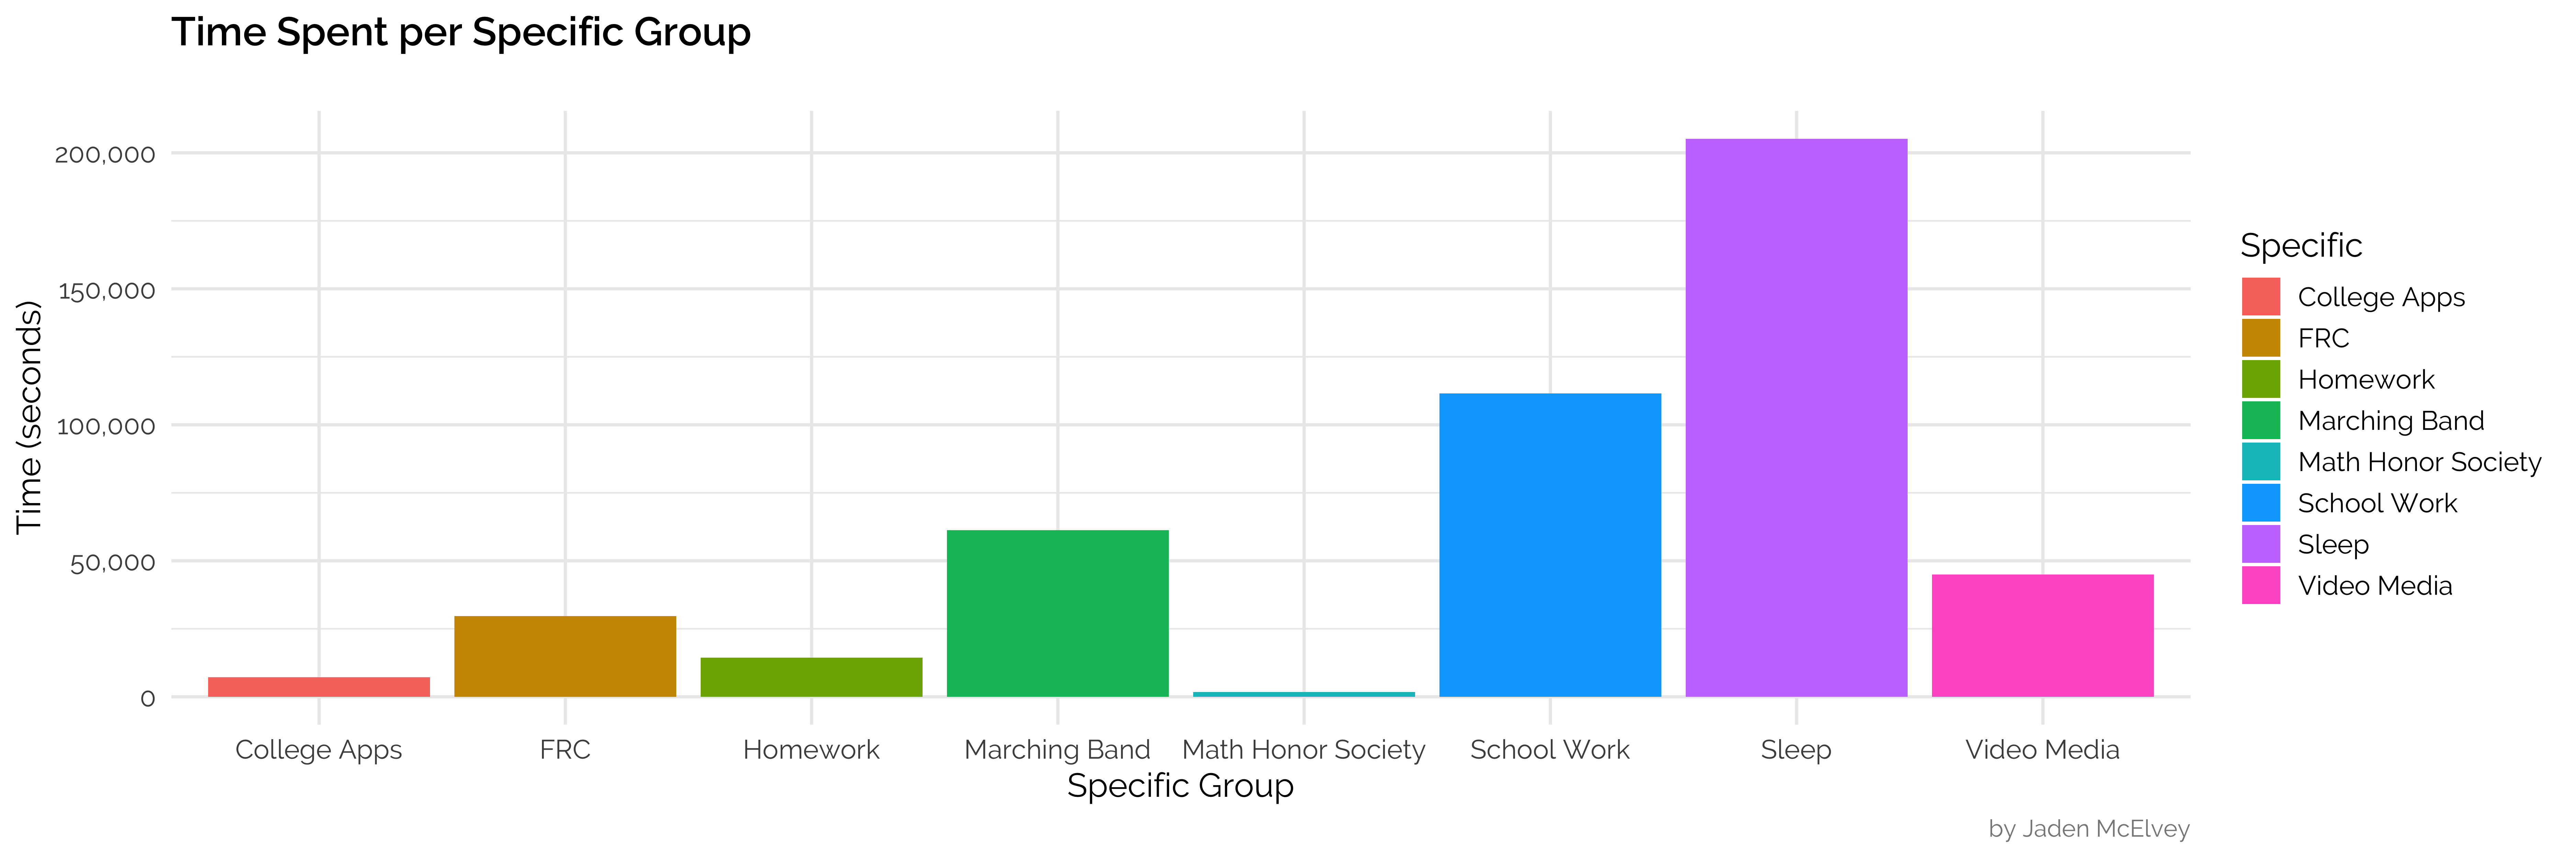 Time Spent per Specific Group
Time (seconds)
200,000
150,000
100,000
50,000
0
College Apps
FRC
Homework
Marching Band
Math Honor Society
School Work
Sleep
Video Media
Specific Group
Specific
College Apps
FRC
Homework
Marching Band
Math Honor Society
School Work
Sleep
Video Media
by Jaden McElvey